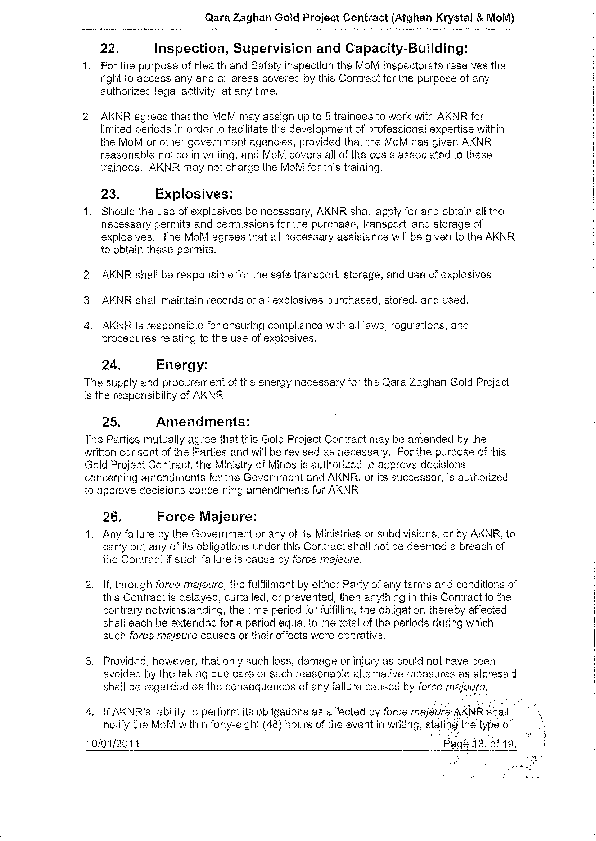 Qara Zaghan Gold Project Contract (Afghan Krystal & MoM)
22. Inspection, Supervision and Capacity-Building:
1. For the purpose of Health and Safety inspection the MoM inspectorate reserves the
right to access any and all areas covered by this Contract for the purpose of any
authorized legal activity, at any time.
2. AKNR agrees that the MoM may assign up to 5 trainees to work with AKNR for
limited periods in order to facilitate the development of professional expertise within
the MoM or other government agencies, provided that the MoM has given AKNR
reasonable notice in writing, and MoM covers all of the costs associated to these
trainees. AKNR may not charge the MoM for this training.
23. Explosives:
1. Should the use of explosives be necessary, AKNR shall apply for and obtain all the
necessary permits and permissions for the purchase, transport, and storage of
explosives. The MoM agrees that all necessary assistance will be given to the AKNR
to obtain these permits.
2. AKNR shall be responsible for the safe transport, storage, and use of explosives.
3. AKNR shall maintain records of all explosives purchased, stored, and used.
4. AKNR is responsible for ensuring compliance with all laws, regulations, and
procedures relating to the use of explosives.
24. Energy:
The supply and procurement of the energy necessary for the Qara Zaghan Gold Project
is the responsibility of AKNR
25. Amendments:
The Parties mutually agree that this Gold Project Contract may be amended by the
written consent of the Parties and will be revised as necessary. For the purpose of this
Gold Project Contract, the Ministry of Mines is authorized to approve decisions
concerning amendments for the Government and AKNR, or its successor, is authorized
to approve decisions concerning amendments for AKNR
26. Force Majeure:
1. Any failure by the Government or any of its Ministries or subdivisions, or by AKNR, to
carry out any of its obligations under this Contract shall not be deemed a breach of
the Contract if such failure is cause by force majeure.
2. If, through force majeure, the fulfillment by either Party of any terms and conditions of
this Contract is delayed, curtailed, or prevented, then anything in this Contract to the
contrary notwithstanding, the time period for fulfilling the obligation thereby affected
shall each be extended for a period equal to the total of the periods during which
such force majeure causes or their effects were operative.
3. Provided, however, that only such loss, damage or injury as could not have been
avoided by the taking due care or such reasonable alternative measures as aforesaid
shall be regarded as the consequences of any failure caused by force majeure.
4. If AKNR's ability to perform its obligations as affected by force majeure AKNR shall
notify the MoM within forty-eight (48) hours of the event in writing, stating the type of
10/01/2011 Page 13 of 19